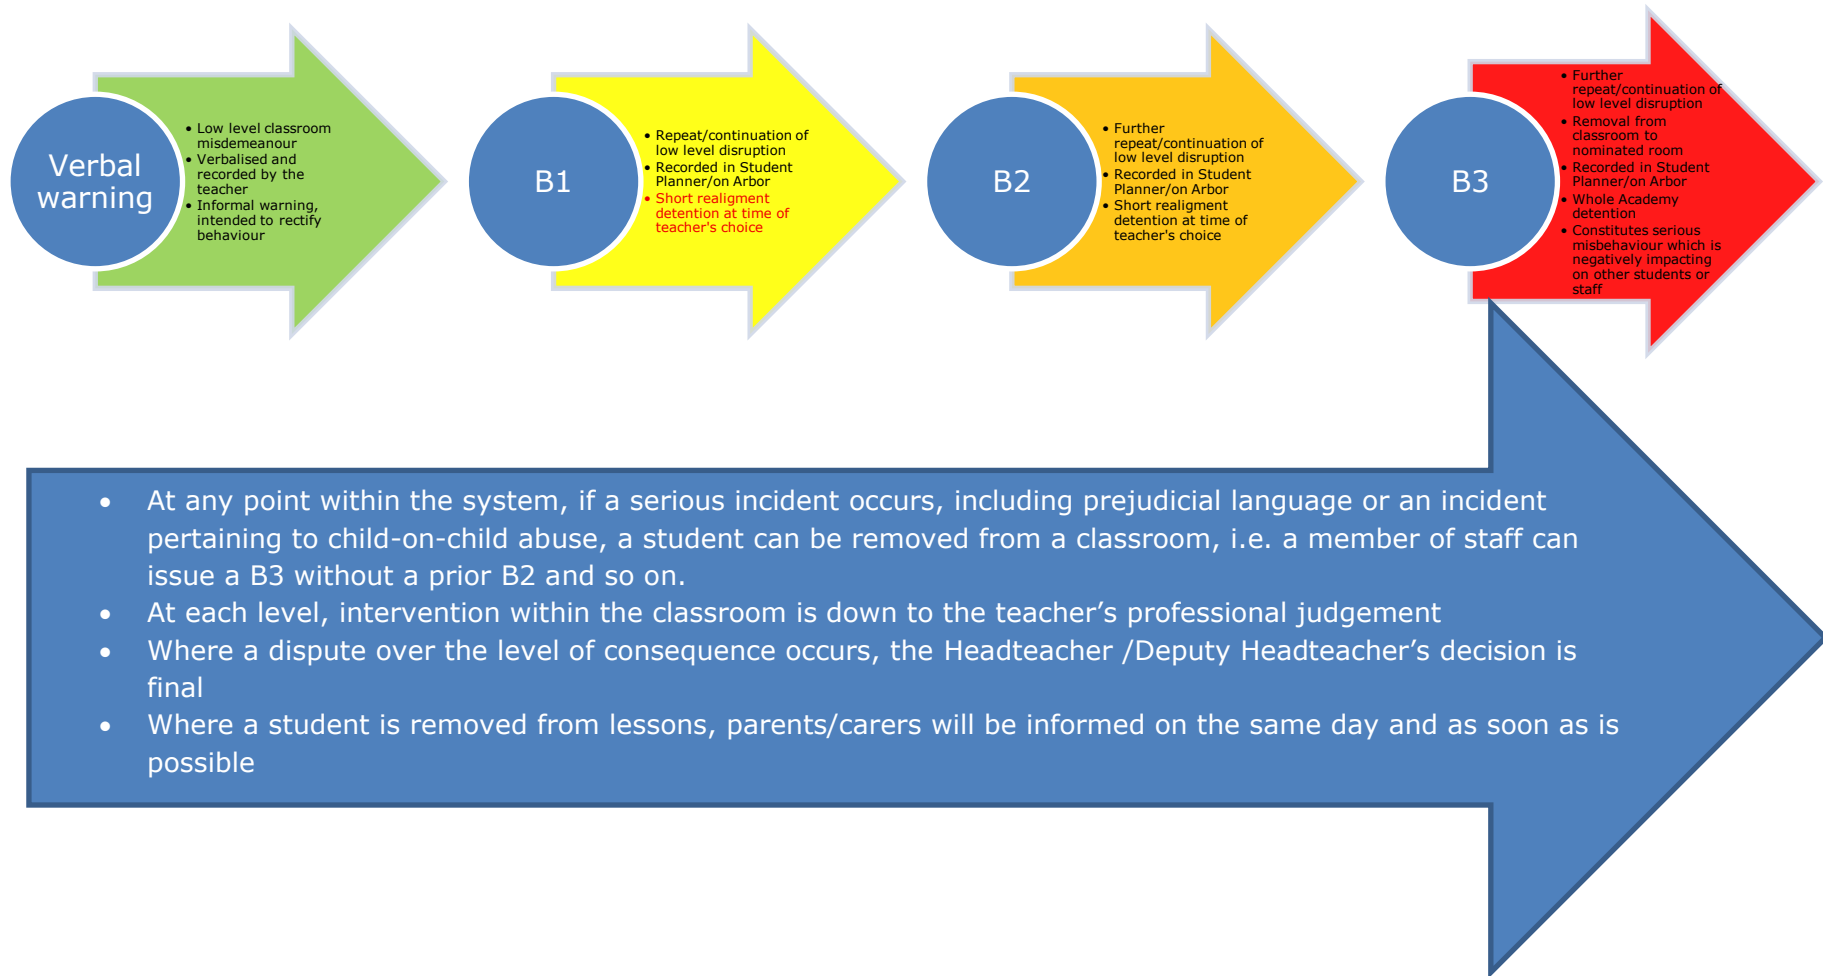 Verbal
warning
• Low level classroom
misdemeanour
• Verbalised and
recorded by the
teacher
• Informal warning,
intended to rectify
behaviour
B1
• Repeat/continuation of
low level disruption
• Recorded in Student
Planner/on Arbor
• Short realigment
detention at time of
teacher's choice
B2
• Further
repeat/continuation of
low level disruption
• Recorded in Student
Planner/on Arbor
• Short realigment
detention at time of
teacher's choice
B3
• Further
repeat/continuation of
low level disruption
• Removal from
classroom to
nominated room
• Recorded in Student
Planner/on Arbor
• Whole Academy
detention
• Constitutes serious
misbehaviour which is
negatively impacting
on other students or
staff
• At any point within the system, if a serious incident occurs, including prejudicial language or an incident
pertaining to child-on-child abuse, a student can be removed from a classroom, i.e. a member of staff can
issue a B3 without a prior B2 and so on.
• At each level, intervention within the classroom is down to the teacher’s professional judgement
• Where a dispute over the level of consequence occurs, the Headteacher /Deputy Headteacher’s decision is
final
• Where a student is removed from lessons, parents/carers will be informed on the same day and as soon as is
possible